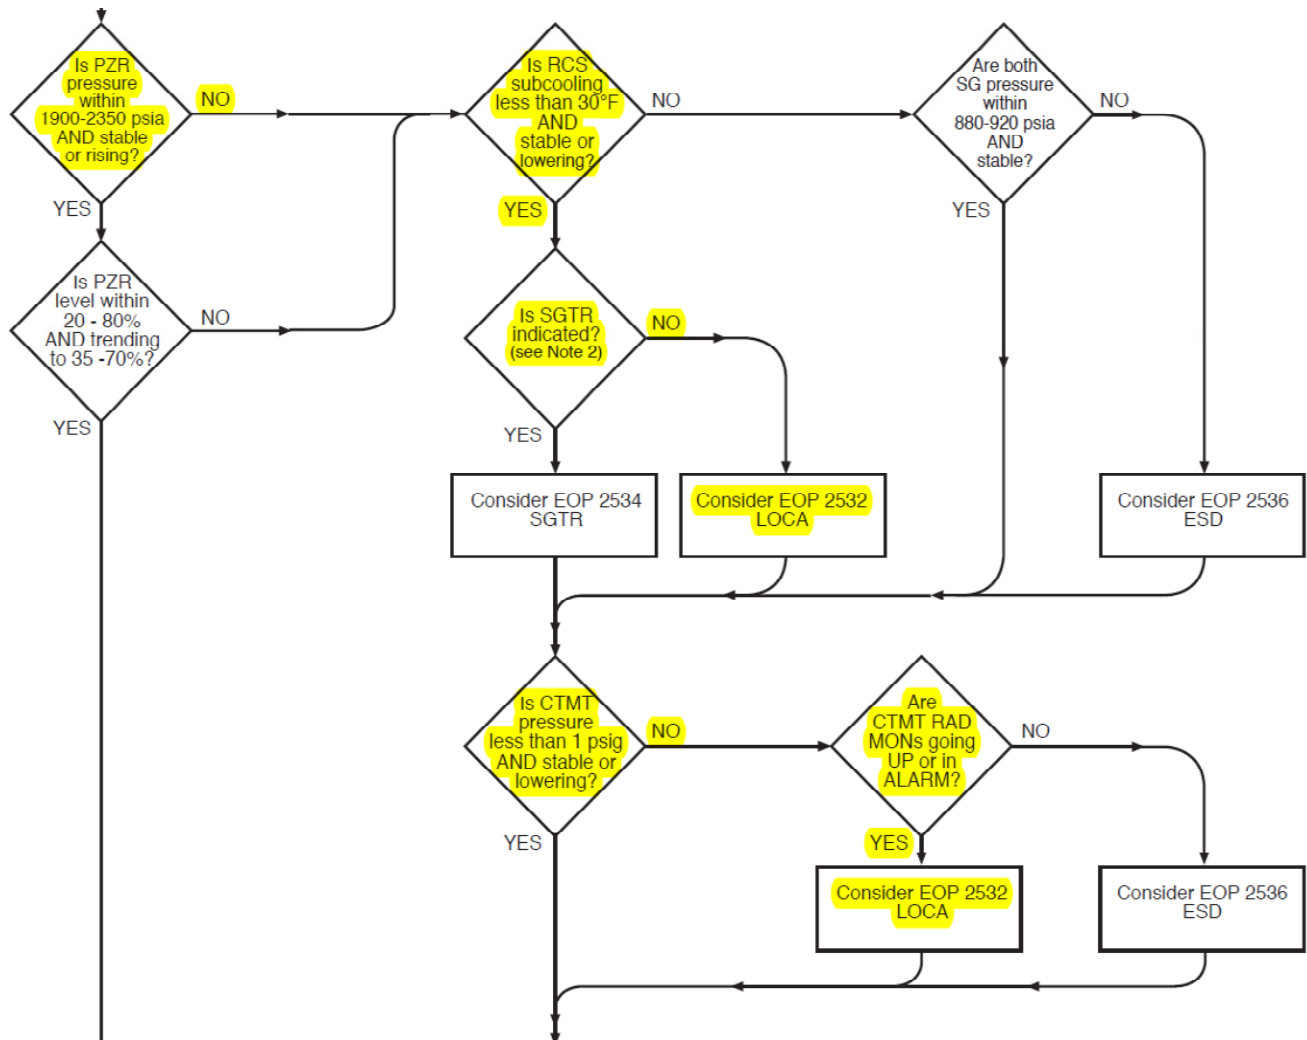 Is PZR
pressure
within
1900-2350 psia
AND stable
or rising?
NO
YES
Is RCS
subcooling
less than 30°F
AND
stable or
lowering?
NO
YES
Are both
SG pressure
within
880-920 psia
AND
stable?
NO
YES
Is PZR
level within
20 - 80%
AND trending
to 35 -70%?
NO
YES
Is SGTR
indicated?
(see Note 2)
NO
YES
Consider EOP 2534
SGTR
Consider EOP 2532
LOCA
Consider EOP 2536
ESD
Is CTMT
pressure
less than 1 psig
AND stable or
lowering?
NO
YES
Are
CTMT RAD
MONs going
UP or in
ALARM?
NO
YES
Consider EOP 2532
LOCA
Consider EOP 2536
ESD